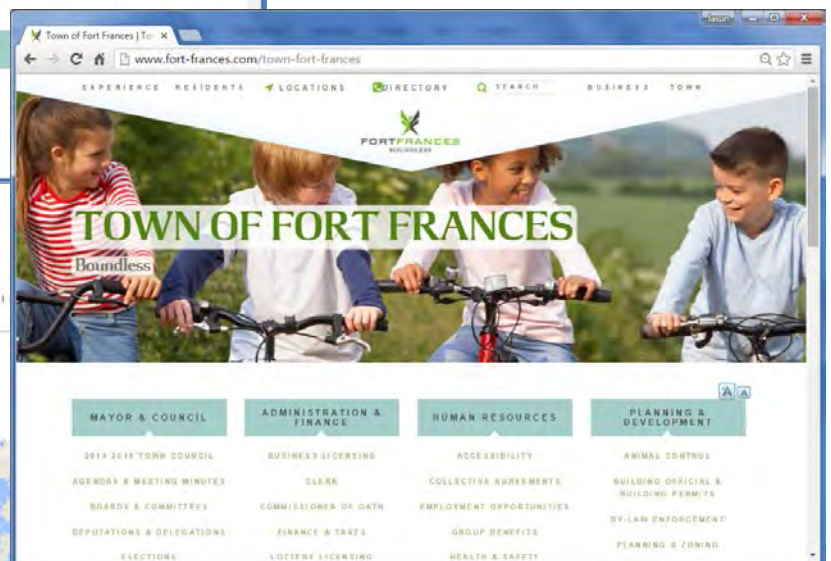 Jason
Town of Fort Frances | To
www.fort-frances.com/town-fort-frances
EXPERIENCE RESIDENTS LOCATIONS DIRECTORY SEARCH BUSINESS TOWN
FORTFRANCES
BOUNDLESS
TOWN OF FORT FRANCES
Boundless
A A
MAYOR & COUNCIL
2014-2018 TOWN COUNCIL
AGENDAS & MEETING MINUTES
BOARDS & COMMITTEES
DEPUTATIONS & DELEGATIONS
ELECTIONS
ADMINISTRATION &
FINANCE
BUSINESS LICENSING
CLERK
COMMISSIONER OF OATH
FINANCE & TAXES
LOTTERY LICENSING
HUMAN RESOURCES
ACCESSIBILITY
COLLECTIVE AGREEMENTS
EMPLOYMENT OPPORTUNITIES
GROUP BENEFITS
HEALTH & SAFETY
PLANNING &
DEVELOPMENT
ANIMAL CONTROL
BUILDING OFFICIAL &
BUILDING PERMITS
BY-LAW ENFORCEMENT
PLANNING & ZONING